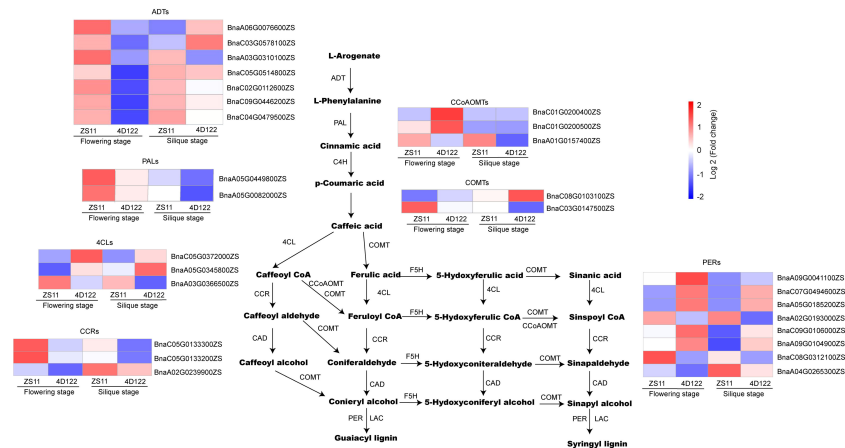 ADTs
BnaA06G0076600ZS
BnaC03G0578100ZS
BnaA03G0310100ZS
BnaC05G0514800ZS
BnaC02G0112600ZS
BnaC09G0446200ZS
BnaC04G0479500ZS
ZS11 4D122 ZS11 4D122
Flowering stage Silique stage
PALs
BnaA05G0449800ZS
BnaA05G0082000ZS
ZS11 4D122 ZS11 4D122
Flowering stage Silique stage
4CLs
BnaC05G0372000ZS
BnaA05G0345800ZS
BnaA03G0366500ZS
ZS11 4D122 ZS11 4D122
Flowering stage Silique stage
CCRs
BnaC05G0133300ZS
BnaC05G0133200ZS
BnaA02G0239900ZS
ZS11 4D122 ZS11 4D122
Flowering stage Silique stage
L-Arogenate
ADT
L-Phenylalanine
PAL
Cinnamic acid
C4H
p-Coumaric acid
Caffeic acid
4CL COMT
Caffeoyl CoA Ferulic acid F5H 5-Hydoxyferulic acid COMT Sinanic acid
CCoAOMT
CCR COMT 4CL 4CL 4CL
Caffeoyl aldehyde Feruloyl CoA F5H 5-Hydoxyferulic CoA COMT Sinspoyl CoA
CCoAOMT
CAD COMT CCR CCR CCR
Caffeoyl alcohol Coniferaldehyde F5H 5-Hydoxyconiteraldehyde COMT Sinapaldehyde
COMT CAD CAD CAD
Conieryl alcohol F5H 5-Hydoxyconiferyl alcohol COMT Sinapyl alcohol
PER LAC PER LAC
Guaiacyl lignin Syringyl lignin
CCoAOMTs
BnaC01G0200400ZS
BnaC01G0200500ZS
BnaA01G0157400ZS
ZS11 4D122 ZS11 4D122
Flowering stage Silique stage
COMTs
BnaC08G0103100ZS
BnaC03G0147500ZS
ZS11 4D122 ZS11 4D122
Flowering stage Silique stage
2
1
0
-1
-2
Log 2 (Fold change)
PERs
BnaA09G0041100ZS
BnaC07G0494600ZS
BnaA05G0185200ZS
BnaA02G0193000ZS
BnaC09G0106000ZS
BnaA09G0104900ZS
BnaC08G0312100ZS
BnaA04G0265300ZS
ZS11 4D122 ZS11 4D122
Flowering stage Silique stage